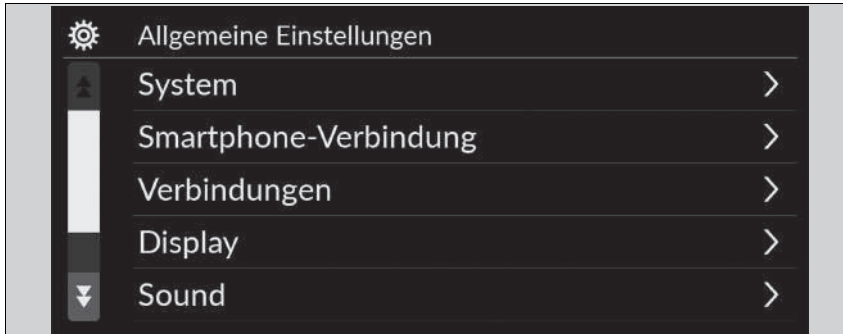 Allgemeine Einstellungen
System
Smartphone-Verbindung
Verbindungen
Display
Sound